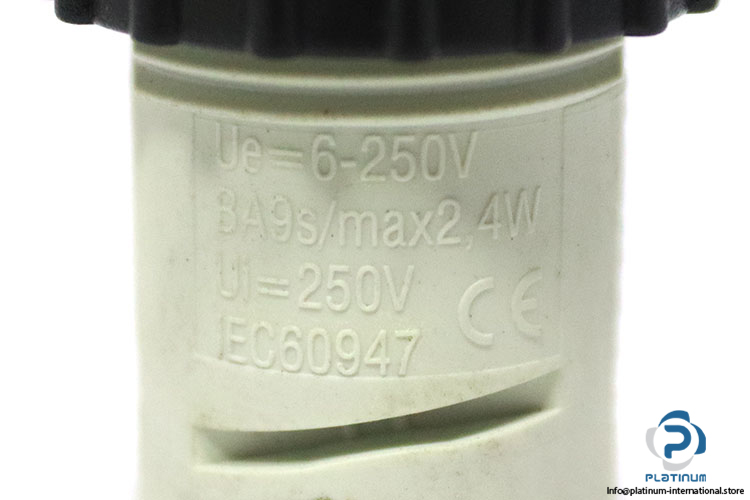 Ue=6-250V
BA9s/max2,4W
Ui=250V
IEC60947
CE
PLATINUM
Info@platinum-international.store